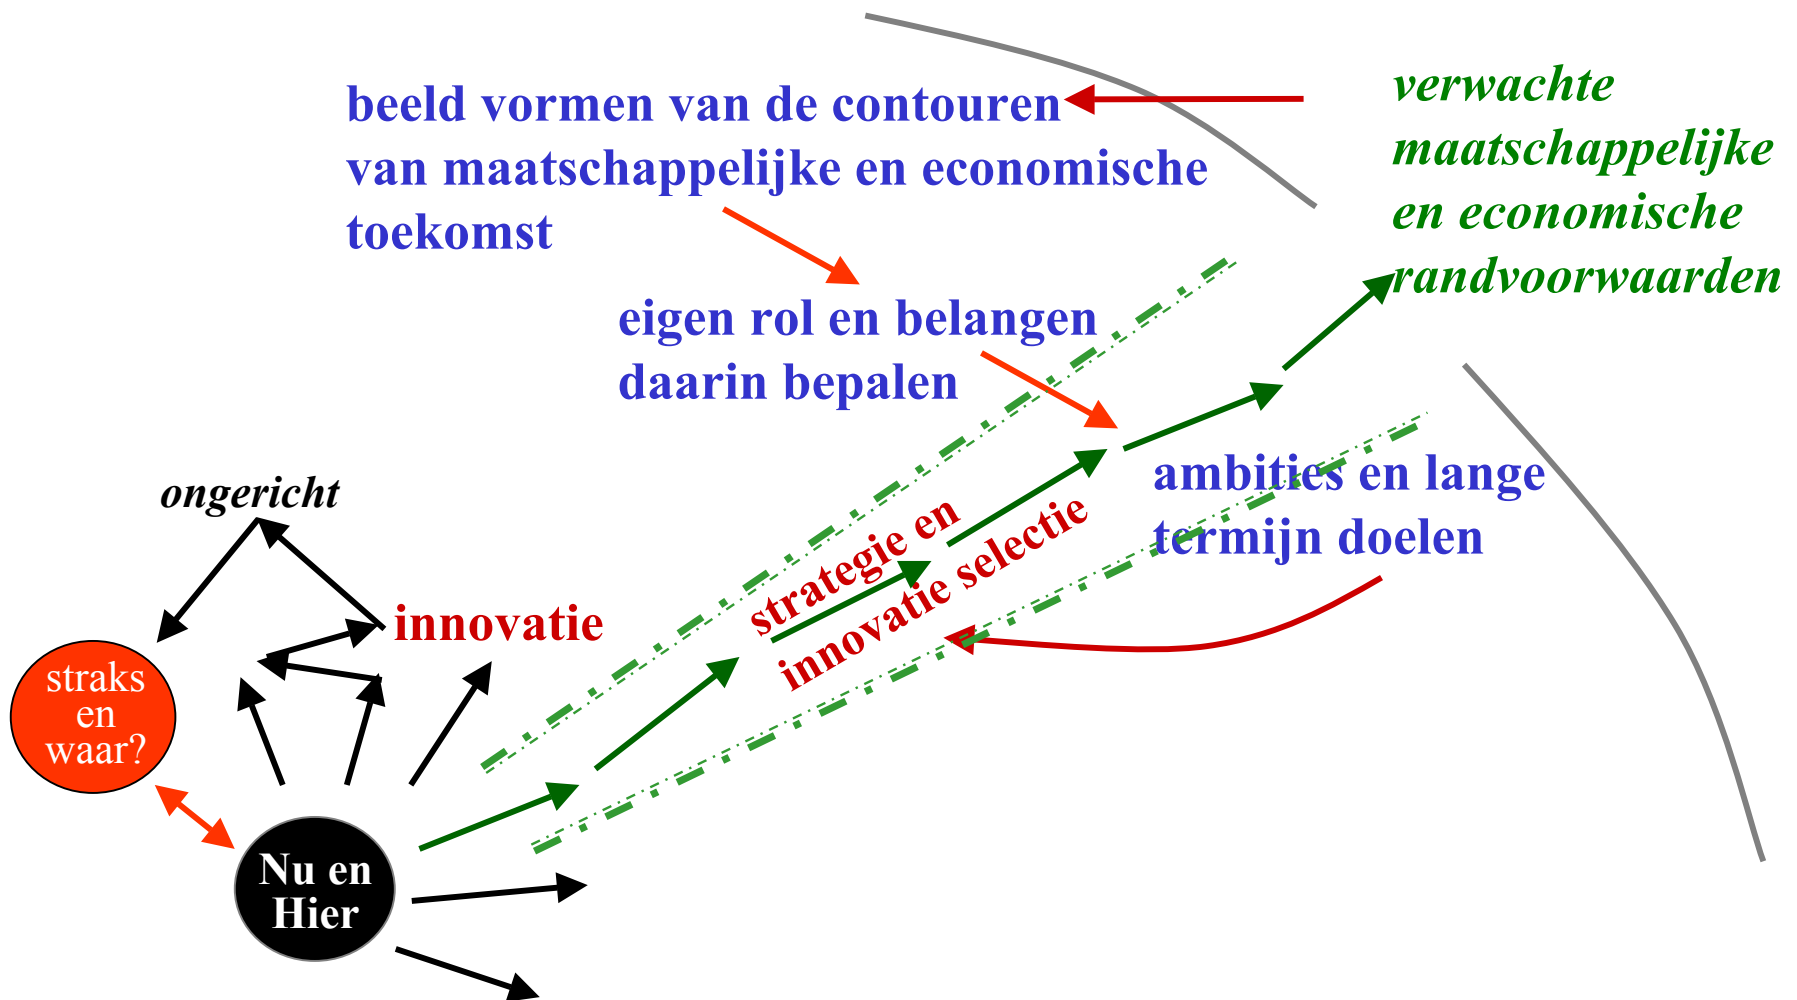 beeld vormen van de contouren
van maatschappelijke en economische
toekomst
verwachte
maatschappelijke
en economische
randvoorwaarden
eigen rol en belangen
daarin bepalen
ambities en lange
termijn doelen
strategie en
innovatie selectie
ongericht
innovatie
straks
en
waar?
Nu en
Hier